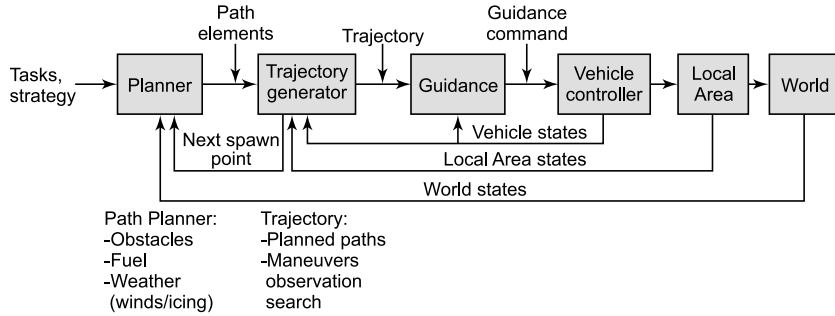 Path
elements
Trajectory
Guidance
command
Tasks,
strategy
Planner
Trajectory
generator
Guidance
Vehicle
controller
Local
Area
World
Next spawn
point
Vehicle states
Local Area states
World states
Path Planner:
-Obstacles
-Fuel
-Weather
(winds/icing)
Trajectory:
-Planned paths
-Maneuvers
observation
search